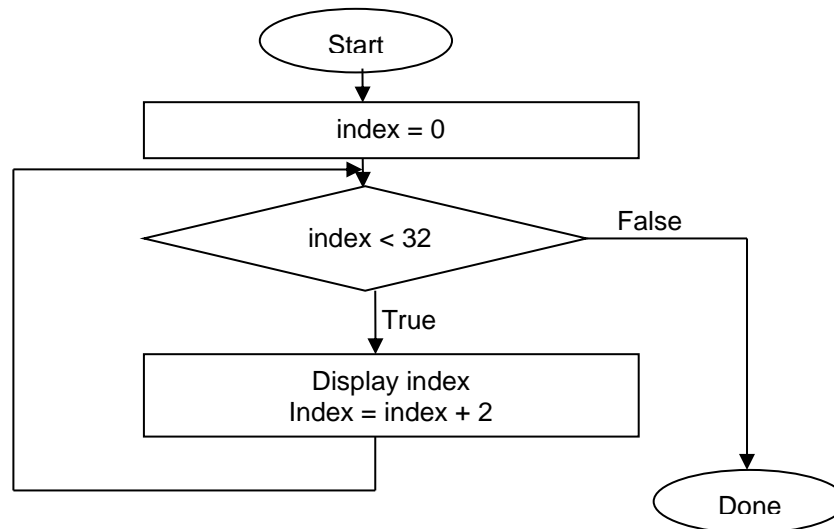 Start
index = 0
index < 32
False
True
Display index
Index = index + 2
Done